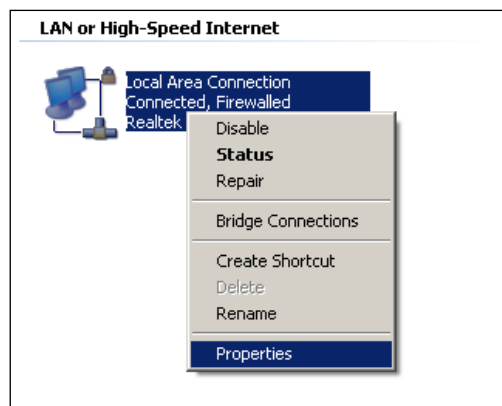 LAN or High-Speed Internet
Local Area Connection
Connected, Firewalled
Realtek
Disable
Status
Repair
Bridge Connections
Create Shortcut
Delete
Rename
Properties